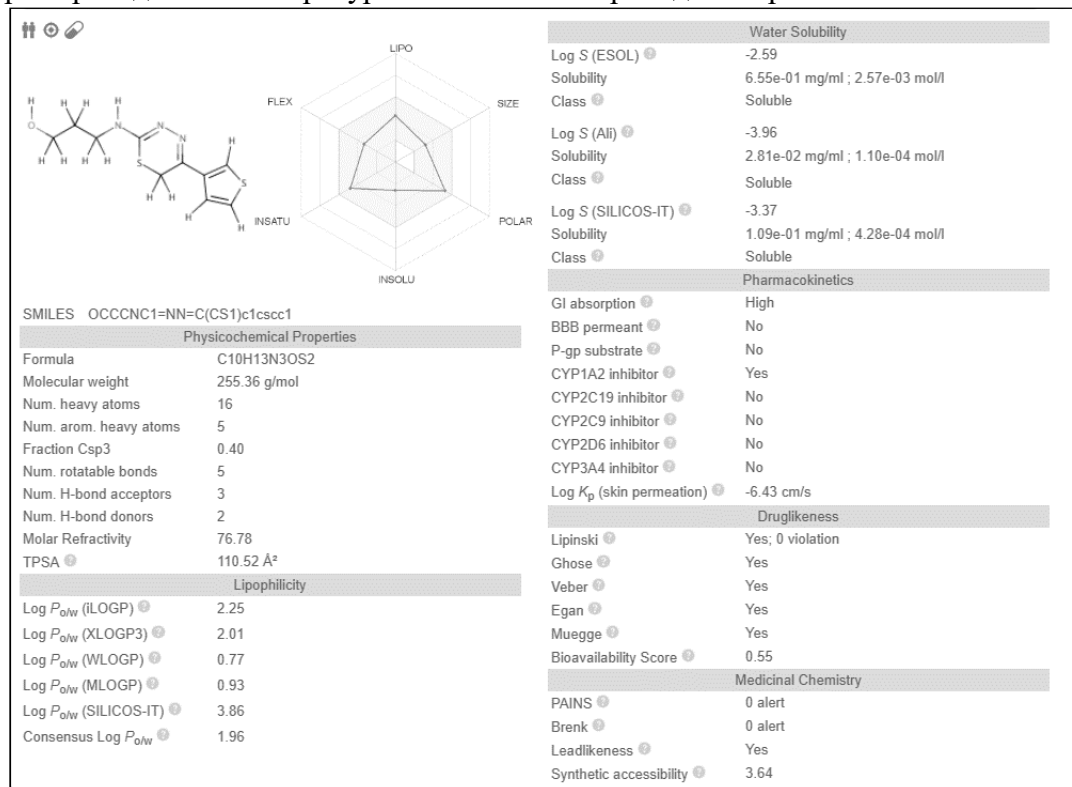 LIPO
FLEX
SIZE
INSATU
POLAR
INSOLU
H
H H
H
O
N
N
N
H
H H
H H
S
H H
S
H
H
H
SMILES OCCCNC1=NN=C(CS1)c1cscc1
Physicochemical Properties
Formula C10H13N3OS2
Molecular weight 255.36 g/mol
Num. heavy atoms 16
Num. arom. heavy atoms 5
Fraction Csp3 0.40
Num. rotatable bonds 5
Num. H-bond acceptors 3
Num. H-bond donors 2
Molar Refractivity 76.78
TPSA ? 110.52 Å²
Lipophilicity
Log Po/w (iLOGP) ? 2.25
Log Po/w (XLOGP3) ? 2.01
Log Po/w (WLOGP) ? 0.77
Log Po/w (MLOGP) ? 0.93
Log Po/w (SILICOS-IT) ? 3.86
Consensus Log Po/w ? 1.96
Water Solubility
Log S (ESOL) ? -2.59
Solubility 6.55e-01 mg/ml ; 2.57e-03 mol/l
Class ? Soluble
Log S (Ali) ? -3.96
Solubility 2.81e-02 mg/ml ; 1.10e-04 mol/l
Class ? Soluble
Log S (SILICOS-IT) ? -3.37
Solubility 1.09e-01 mg/ml ; 4.28e-04 mol/l
Class ? Soluble
Pharmacokinetics
GI absorption ? High
BBB permeant ? No
P-gp substrate ? No
CYP1A2 inhibitor ? Yes
CYP2C19 inhibitor ? No
CYP2C9 inhibitor ? No
CYP2D6 inhibitor ? No
CYP3A4 inhibitor ? No
Log Kp (skin permeation) ? -6.43 cm/s
Druglikeness
Lipinski ? Yes; 0 violation
Ghose ? Yes
Veber ? Yes
Egan ? Yes
Muegge ? Yes
Bioavailability Score ? 0.55
Medicinal Chemistry
PAINS ? 0 alert
Brenk ? 0 alert
Leadlikeness ? Yes
Synthetic accessibility ? 3.64